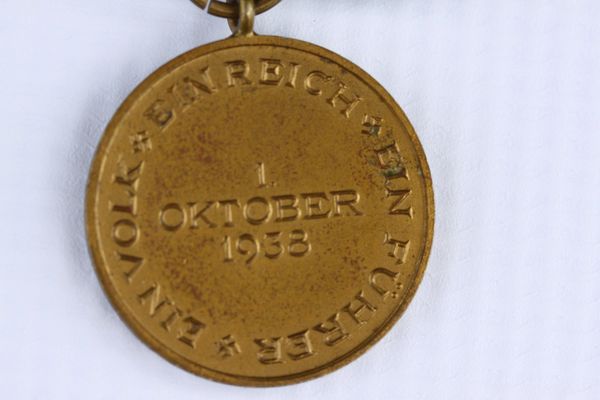 EIN VOLK EIN REICH EIN FÜHRER
1.
OKTOBER
1938